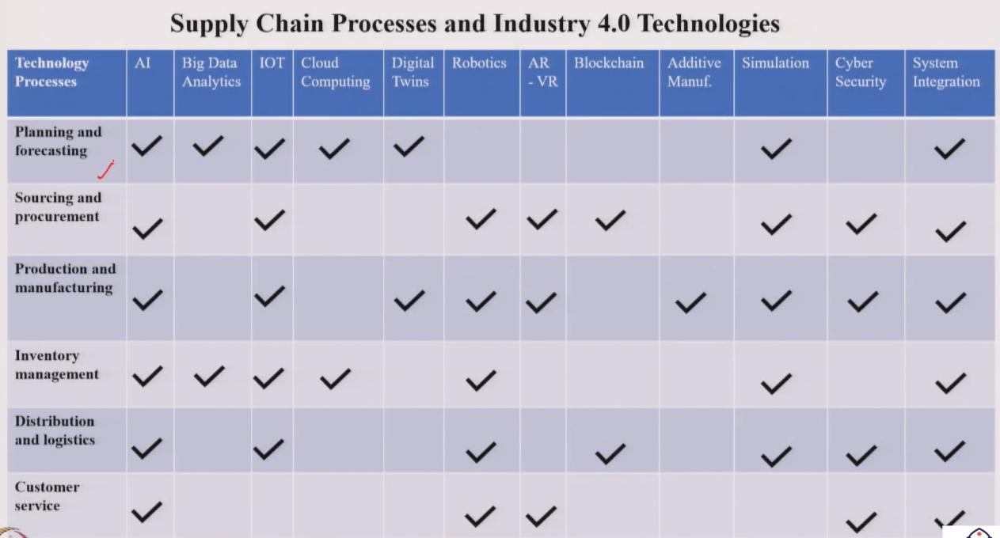 Supply Chain Processes and Industry 4.0 Technologies
Technology Processes | AI | Big Data Analytics | IOT | Cloud Computing | Digital Twins | Robotics | AR - VR | Blockchain | Additive Manuf. | Simulation | Cyber Security | System Integration
Planning and forecasting | ✓ | ✓ | ✓ | ✓ | ✓ | | | | | ✓ | | ✓
Sourcing and procurement | ✓ | | ✓ | | | ✓ | ✓ | ✓ | | ✓ | ✓ | ✓
Production and manufacturing | ✓ | | ✓ | | ✓ | ✓ | ✓ | | ✓ | ✓ | ✓ | ✓
Inventory management | ✓ | ✓ | ✓ | ✓ | | ✓ | | | | ✓ | | ✓
Distribution and logistics | ✓ | | ✓ | | | ✓ | | ✓ | | ✓ | ✓ | ✓
Customer service | ✓ | | | | | ✓ | ✓ | | | | ✓ | ✓